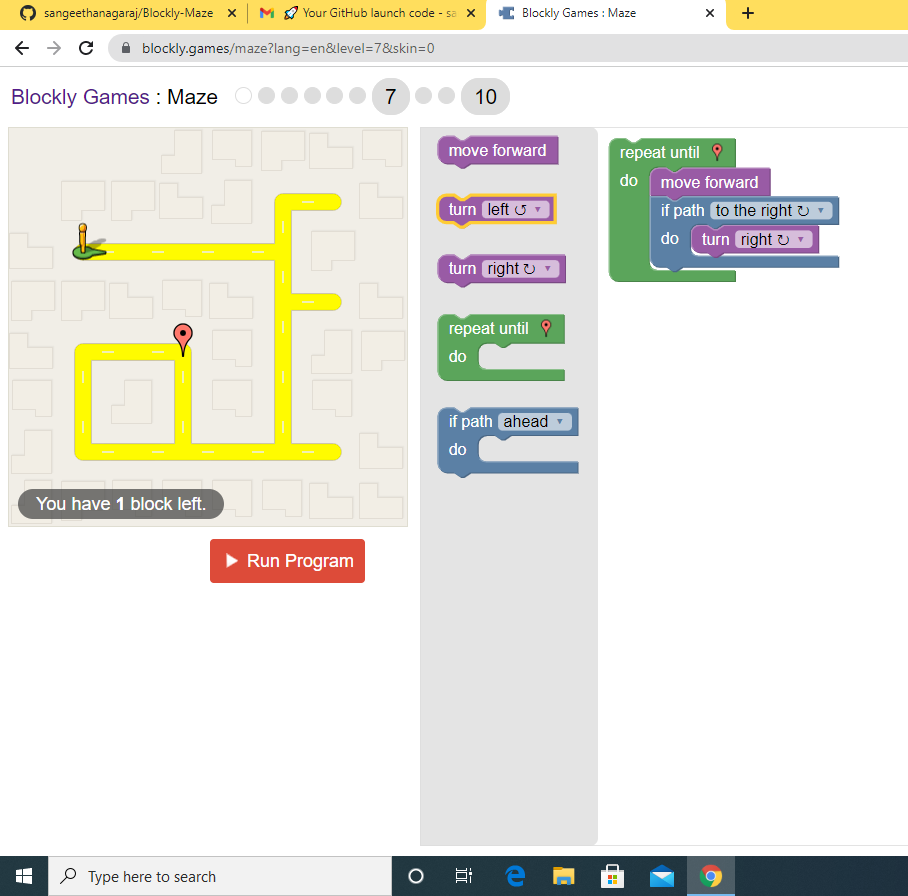 sangeethanagaraj/Blockly-Maze
Your GitHub launch code - sa
Blockly Games : Maze
blockly.games/maze?lang=en&level=7&skin=0
Blockly Games : Maze 7 10
move forward
turn left ↺ ▾
turn right ↻ ▾
repeat until
do
if path ahead ▾
do
repeat until
do
move forward
if path to the right ↻ ▾
do turn right ↻ ▾
You have 1 block left.
Run Program
Type here to search